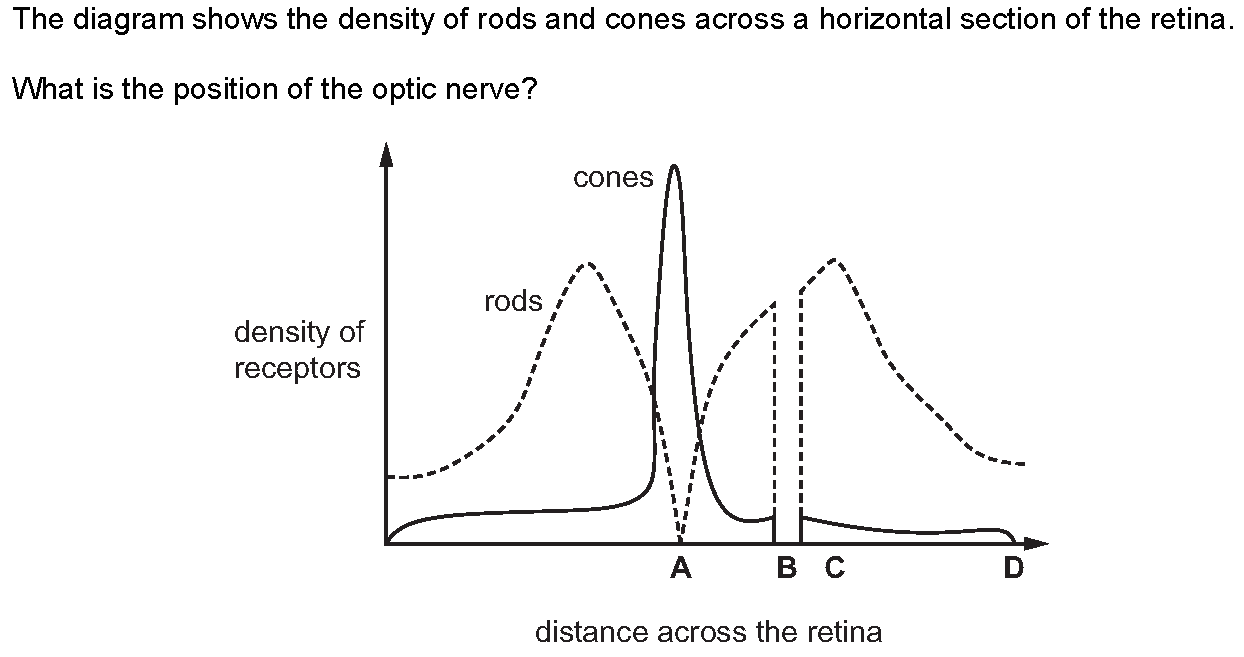 The diagram shows the density of rods and cones across a horizontal section of the retina.
What is the position of the optic nerve?
cones
rods
density of
receptors
A B C D
distance across the retina